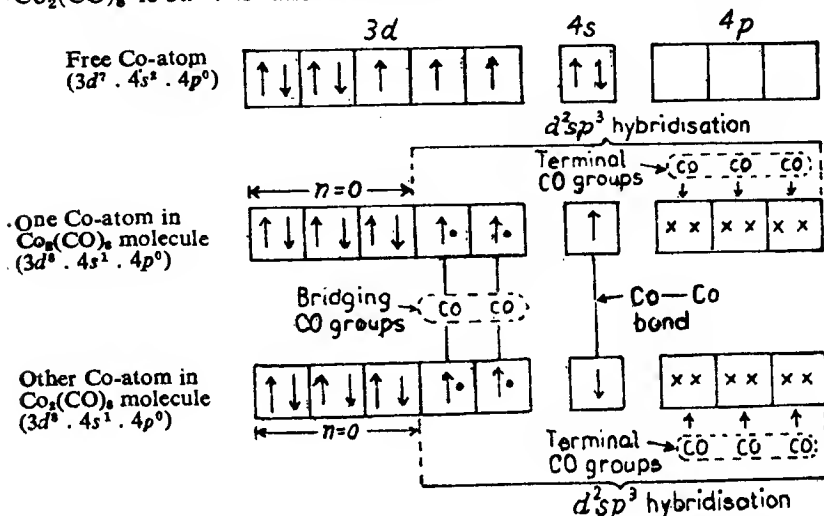 Co₂(CO)₈ is
3d 4s 4p
Free Co-atom
(3d⁷ . 4s² . 4p⁰)
d²sp³ hybridisation
Terminal
CO groups
CO CO CO
n=0
One Co-atom in
Co₂(CO)₈ molecule
(3d⁸ . 4s¹ . 4p⁰)
Bridging
CO groups
CO CO
Co—Co
bond
Other Co-atom in
Co₂(CO)₈ molecule
(3d⁸ . 4s¹ . 4p⁰)
n=0
Terminal
CO groups
CO CO CO
d²sp³ hybridisation